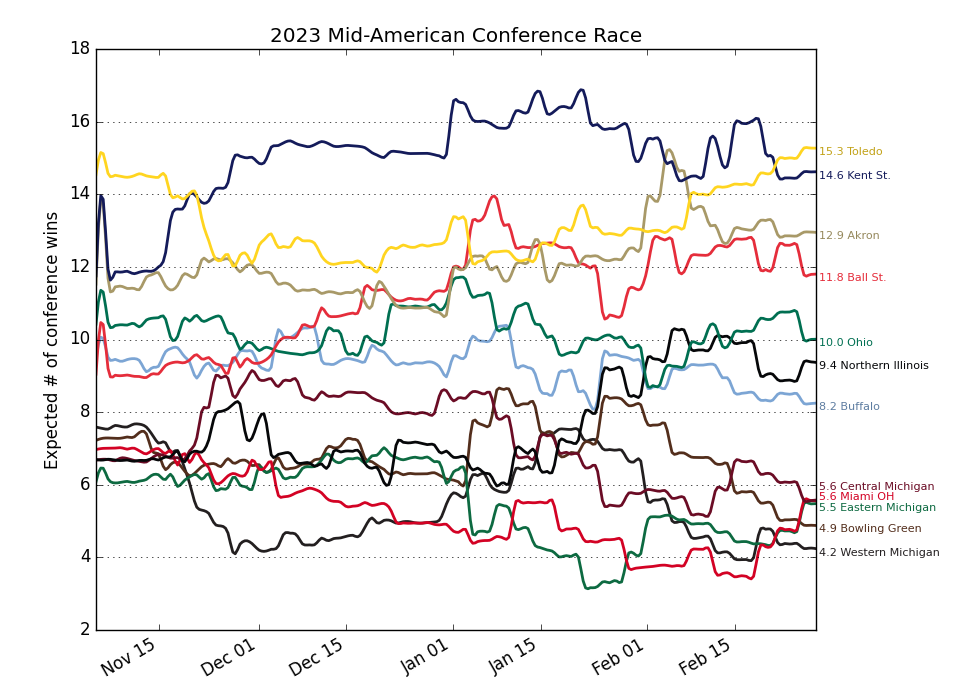 2023 Mid-American Conference Race
Expected # of conference wins
18
16
14
12
10
8
6
4
2
Nov 15
Dec 01
Dec 15
Jan 01
Jan 15
Feb 01
Feb 15
15.3 Toledo
14.6 Kent St.
12.9 Akron
11.8 Ball St.
10.0 Ohio
9.4 Northern Illinois
8.2 Buffalo
5.6 Central Michigan
5.6 Miami OH
5.5 Eastern Michigan
4.9 Bowling Green
4.2 Western Michigan